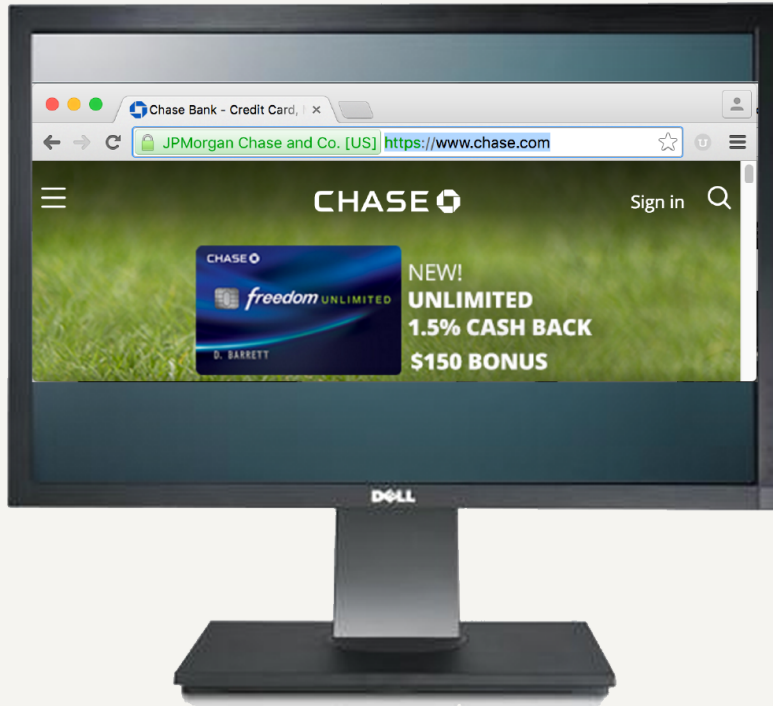 Chase Bank - Credit Card,
JPMorgan Chase and Co. [US] https://www.chase.com
CHASE
Sign in
CHASE
freedom UNLIMITED
D. BARRETT
NEW!
UNLIMITED
1.5% CASH BACK
$150 BONUS
DELL